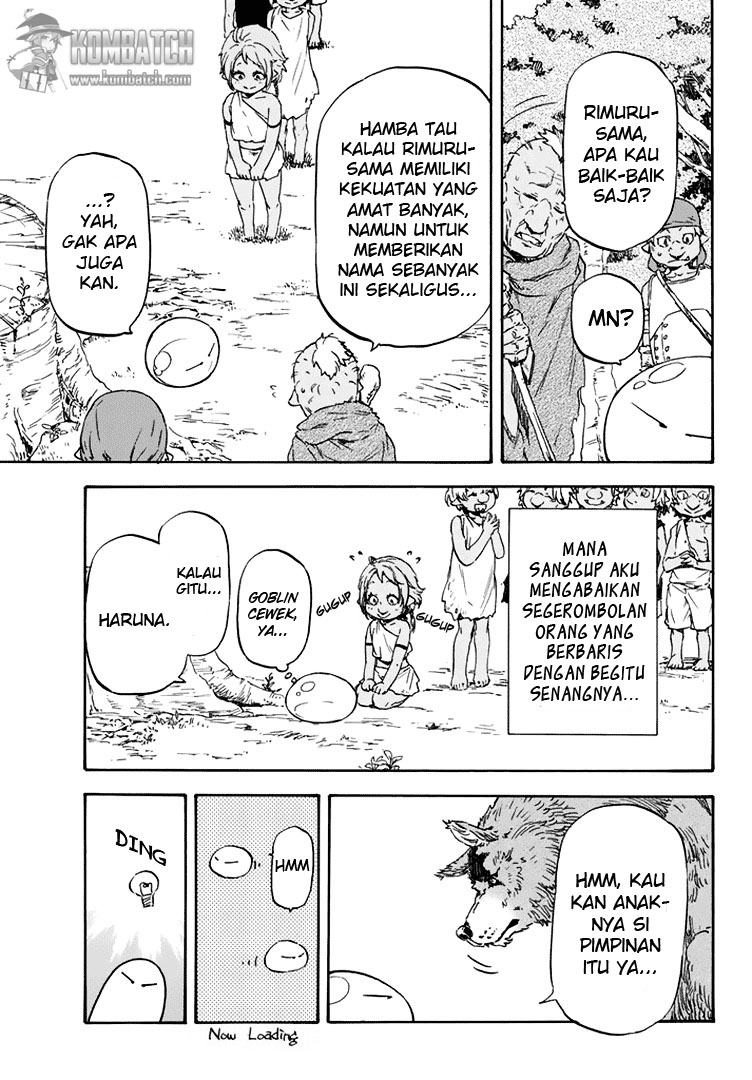 KOMBATCH
www.kombatch.com
RIMURU-
SAMA,
APA KAU
BAIK-BAIK
SAJA?
MN?
HAMBA TAU
KALAU RIMURU-
SAMA MEMILIKI
KEKUATAN YANG
AMAT BANYAK,
NAMUN UNTUK
MEMBERIKAN
NAMA SEBANYAK
INI SEKALIGUS...
...?
YAH,
GAK APA
JUGA
KAN.
MANA
SANGGUP AKU
MENGABAIKAN
SEGEROMBOLAN
ORANG YANG
BERBARIS
DENGAN BEGITU
SENANGNYA...
GUGUP
GUGUP
GOBLIN
CEWEK,
YA...
KALAU
GITU...
HARUNA.
HMM, KAU
KAN ANAK-
NYA SI
PIMPINAN
ITU YA...
HMM
Now Loading
DING